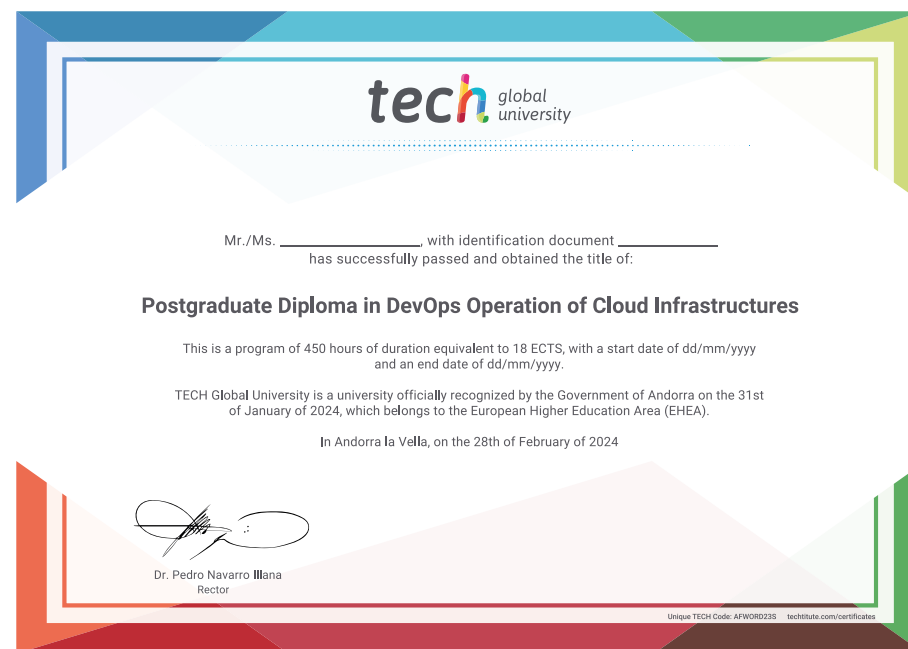 tech global university
Mr./Ms. ____________________, with identification document ______________
has successfully passed and obtained the title of:
Postgraduate Diploma in DevOps Operation of Cloud Infrastructures
This is a program of 450 hours of duration equivalent to 18 ECTS, with a start date of dd/mm/yyyy
and an end date of dd/mm/yyyy.
TECH Global University is a university officially recognized by the Government of Andorra on the 31st
of January of 2024, which belongs to the European Higher Education Area (EHEA).
In Andorra la Vella, on the 28th of February of 2024
Dr. Pedro Navarro Illana
Rector
Unique TECH Code: AFWORD23S techtitute.com/certificates